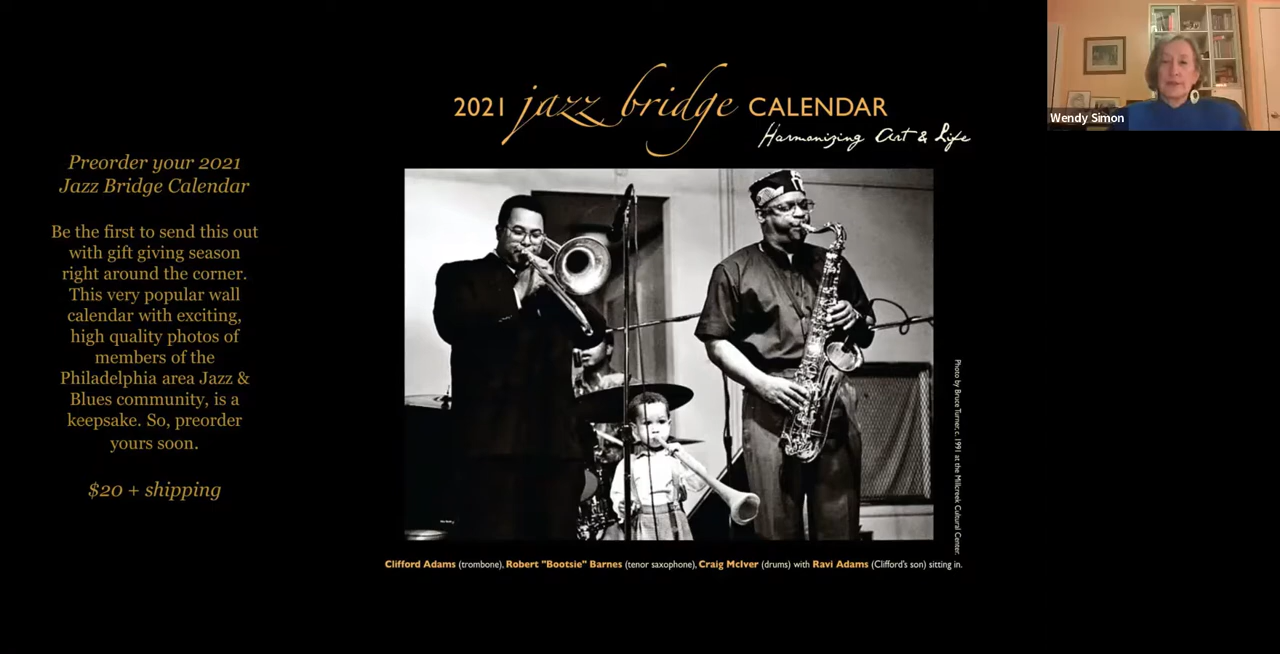 2021 jazz bridge CALENDAR
Harmonizing Art & Life
Wendy Simon
Preorder your 2021
Jazz Bridge Calendar
Be the first to send this out
with gift giving season
right around the corner.
This very popular wall
calendar with exciting,
high quality photos of
members of the
Philadelphia area Jazz &
Blues community, is a
keepsake. So, preorder
yours soon.
$20 + shipping
Photo by Bruce Turner, c. 1991 at the Millcreek Cultural Center.
Clifford Adams (trombone), Robert "Bootsie" Barnes (tenor saxophone), Craig McIver (drums) with Ravi Adams (Clifford's son) sitting in.